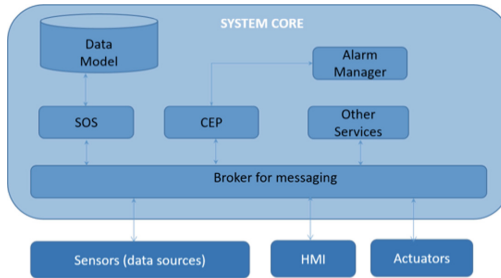 SYSTEM CORE
Data
Model
Alarm
Manager
SOS
CEP
Other
Services
Broker for messaging
Sensors (data sources)
HMI
Actuators